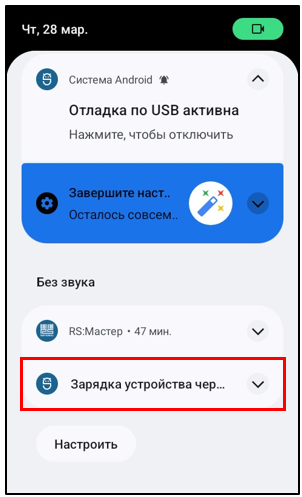 Чт, 28 мар.
Система Android
Отладка по USB активна
Нажмите, чтобы отключить
Завершите наст..
Осталось совсем..
Без звука
RS:Мастер • 47 мин.
Зарядка устройства чер...
Настроить